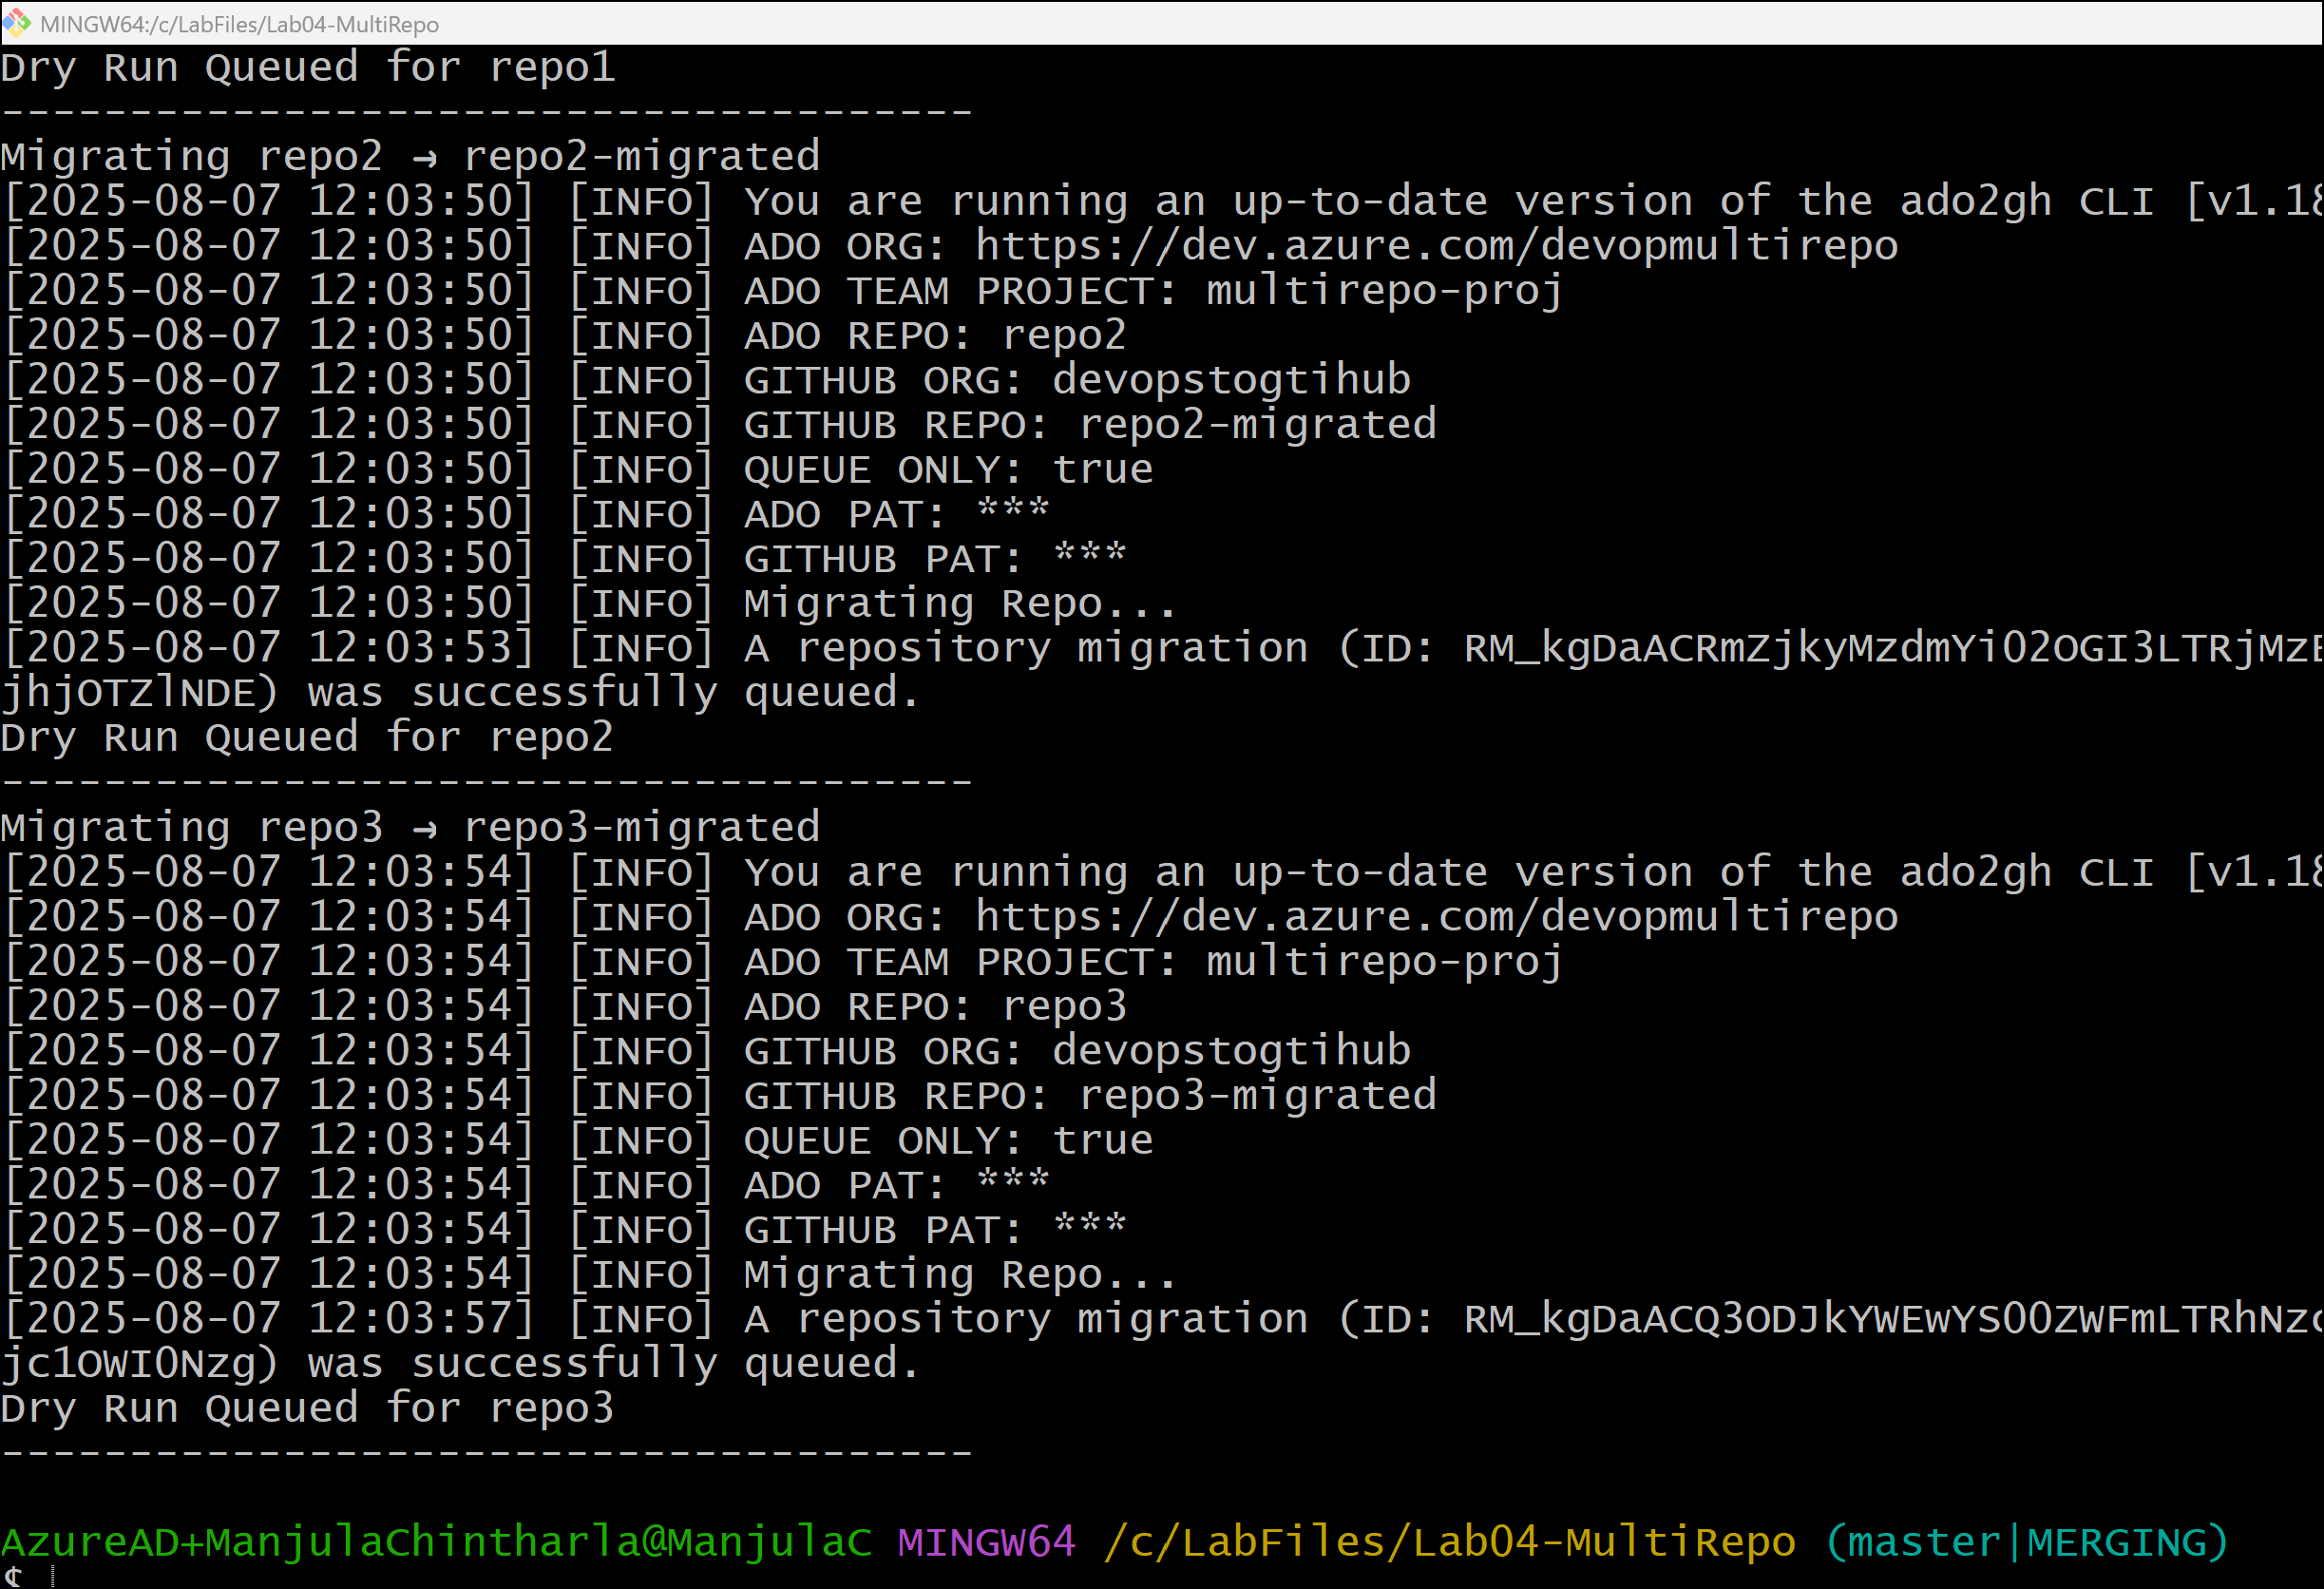 MINGW64:/c/LabFiles/Lab04-MultiRepo
Dry Run Queued for repo1
--------------------------------------
Migrating repo2 → repo2-migrated
[2025-08-07 12:03:50] [INFO] You are running an up-to-date version of the ado2gh CLI [v1.18
[2025-08-07 12:03:50] [INFO] ADO ORG: https://dev.azure.com/devopmultirepo
[2025-08-07 12:03:50] [INFO] ADO TEAM PROJECT: multirepo-proj
[2025-08-07 12:03:50] [INFO] ADO REPO: repo2
[2025-08-07 12:03:50] [INFO] GITHUB ORG: devopstogtihub
[2025-08-07 12:03:50] [INFO] GITHUB REPO: repo2-migrated
[2025-08-07 12:03:50] [INFO] QUEUE ONLY: true
[2025-08-07 12:03:50] [INFO] ADO PAT: ***
[2025-08-07 12:03:50] [INFO] GITHUB PAT: ***
[2025-08-07 12:03:50] [INFO] Migrating Repo...
[2025-08-07 12:03:53] [INFO] A repository migration (ID: RM_kgDaACRmZjkyMzdmYi02OGI3LTRjMzE
jhjOTZlNDE) was successfully queued.
Dry Run Queued for repo2
--------------------------------------
Migrating repo3 → repo3-migrated
[2025-08-07 12:03:54] [INFO] You are running an up-to-date version of the ado2gh CLI [v1.18
[2025-08-07 12:03:54] [INFO] ADO ORG: https://dev.azure.com/devopmultirepo
[2025-08-07 12:03:54] [INFO] ADO TEAM PROJECT: multirepo-proj
[2025-08-07 12:03:54] [INFO] ADO REPO: repo3
[2025-08-07 12:03:54] [INFO] GITHUB ORG: devopstogtihub
[2025-08-07 12:03:54] [INFO] GITHUB REPO: repo3-migrated
[2025-08-07 12:03:54] [INFO] QUEUE ONLY: true
[2025-08-07 12:03:54] [INFO] ADO PAT: ***
[2025-08-07 12:03:54] [INFO] GITHUB PAT: ***
[2025-08-07 12:03:54] [INFO] Migrating Repo...
[2025-08-07 12:03:57] [INFO] A repository migration (ID: RM_kgDaACQ3ODJkYWEwYS00ZWFmLTRhNzc
jc1OWI0Nzg) was successfully queued.
Dry Run Queued for repo3
--------------------------------------
AzureAD+ManjulaChintharla@ManjulaC MINGW64 /c/LabFiles/Lab04-MultiRepo (master|MERGING)
$